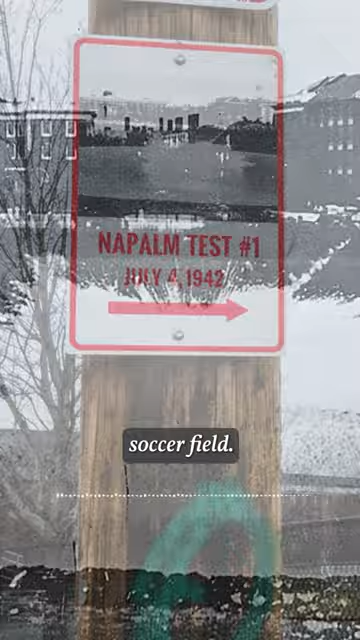 NAPALM TEST #1
JULY 4, 1942
soccer field.